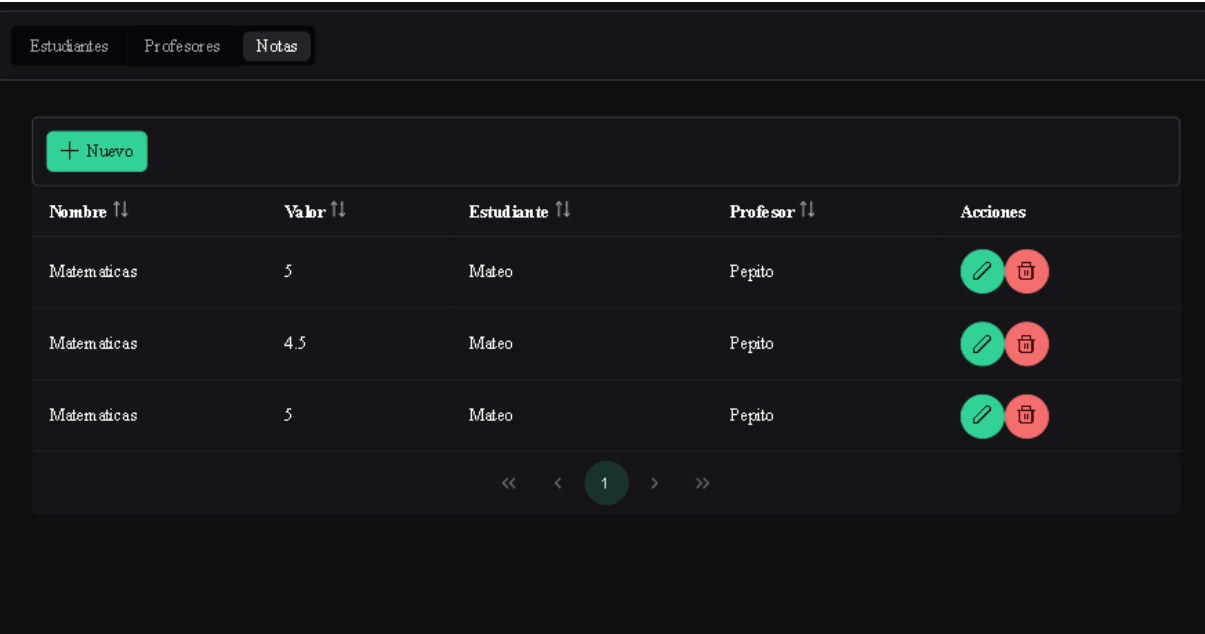 Estudiantes Profesores Notas
Nuevo
Nombre Valor Estudiante Profesor Acciones
Matematicas 5 Mateo Pepito
Matematicas 4.5 Mateo Pepito
Matematicas 5 Mateo Pepito
« < 1 > »